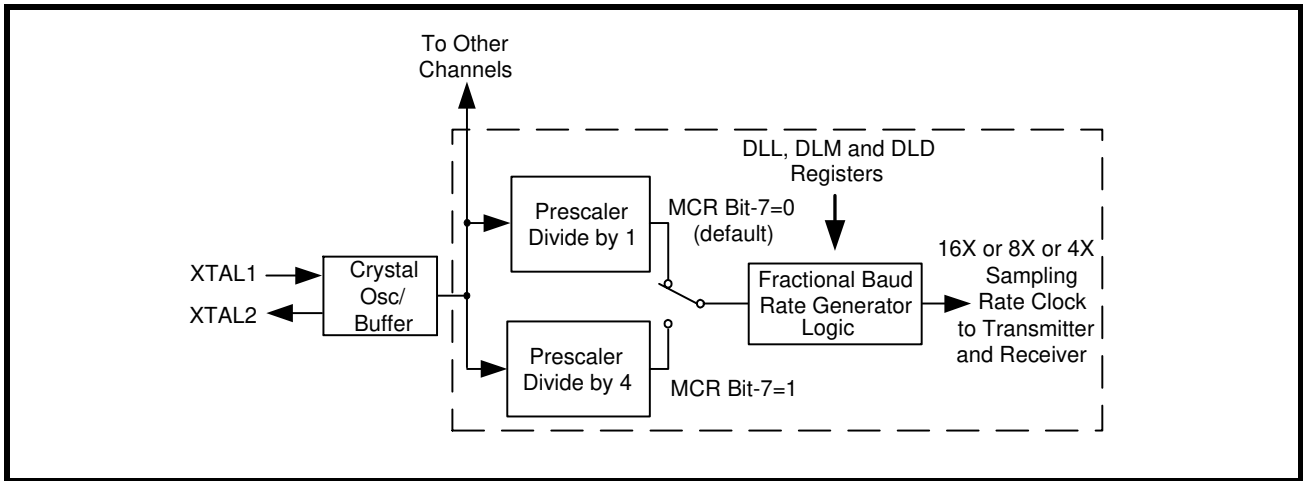 To Other
Channels
DLL, DLM and DLD
Registers
Prescaler
Divide by 1
MCR Bit-7=0
(default)
16X or 8X or 4X
Sampling
Rate Clock
to Transmitter
and Receiver
XTAL1
XTAL2
Crystal
Osc/
Buffer
Fractional Baud
Rate Generator
Logic
Prescaler
Divide by 4
MCR Bit-7=1